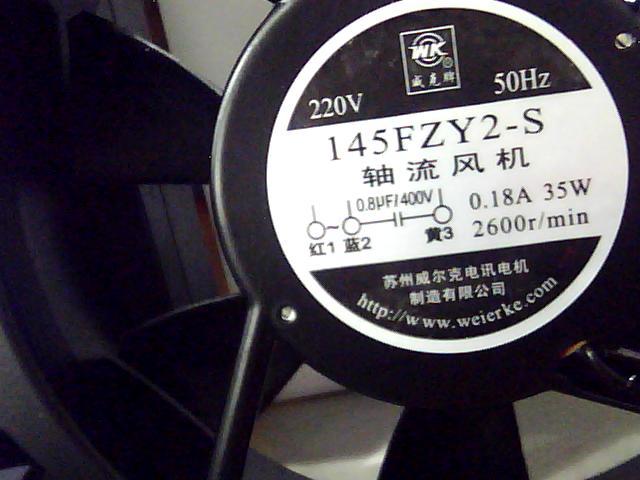 WK®
威克牌
220V 50Hz
145FZY2-S
轴流风机
0.8μF/400V
红1 ~ 蓝2 黄3
0.18A 35W
2600r/min
苏州威尔克电讯电机
制造有限公司
http://www.weierke.com